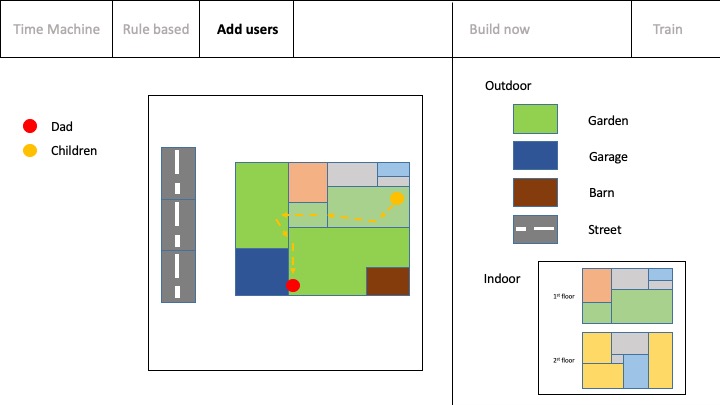 Time Machine
Rule based
Add users
Build now
Train
Dad
Children
Outdoor
Garden
Garage
Barn
Street
Indoor
1st floor
2st floor